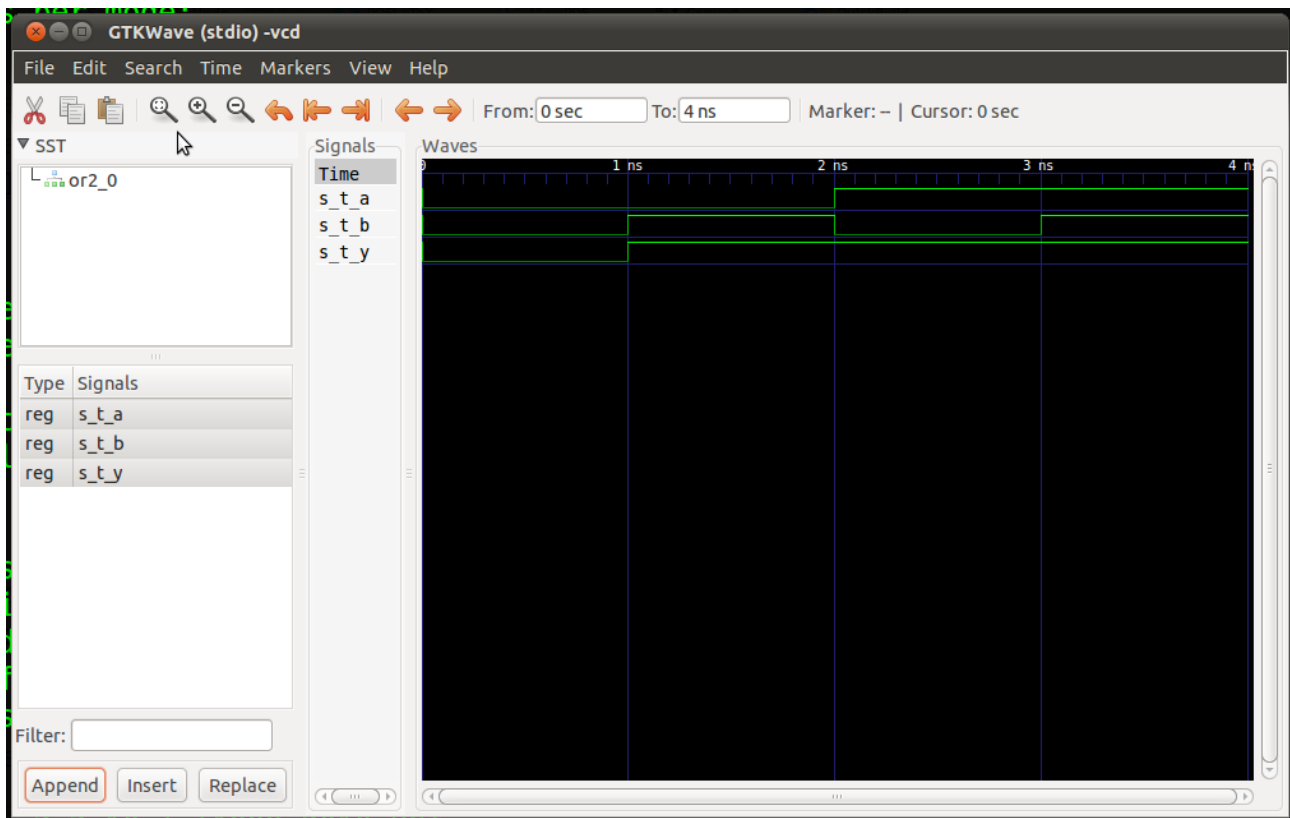 GTKWave (stdio) -vcd
File Edit Search Time Markers View Help
From: 0 sec To: 4 ns Marker: -- | Cursor: 0 sec
SST
or2_0
Type Signals
reg s_t_a
reg s_t_b
reg s_t_y
Filter:
Append Insert Replace
Signals
Time
s_t_a
s_t_b
s_t_y
Waves
0 1 ns 2 ns 3 ns 4 n